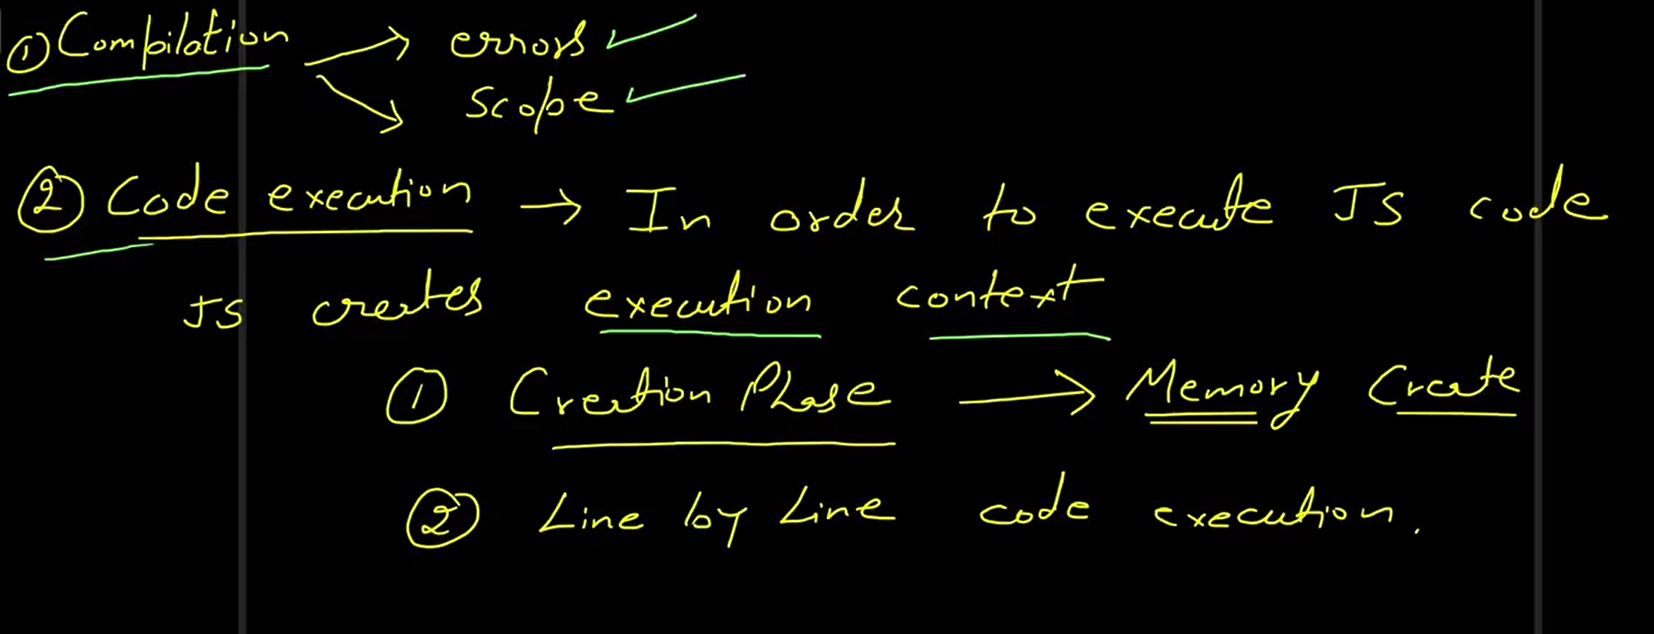 ① Compilation → errors ✓
→ Scope ✓
② Code execution → In order to execute JS code
JS creates execution context
① Creation Phase → Memory Create
② Line by Line code execution.